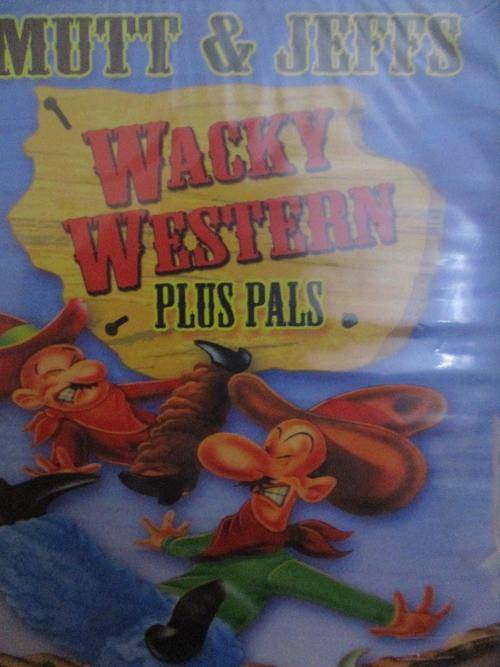 MUTT & JEFFS
WACKY
WESTERN
PLUS PALS